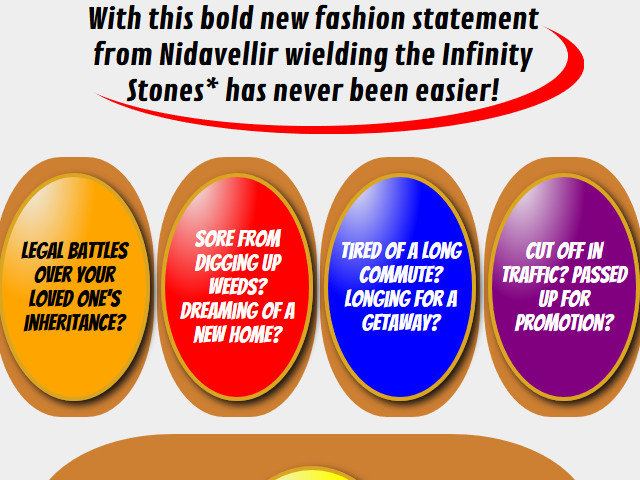 With this bold new fashion statement
from Nidavellir wielding the Infinity
Stones* has never been easier!
LEGAL BATTLES
OVER YOUR
LOVED ONE'S
INHERITANCE?
SORE FROM
DIGGING UP
WEEDS?
DREAMING OF A
NEW HOME?
TIRED OF A LONG
COMMUTE?
LONGING FOR A
GETAWAY?
CUT OFF IN
TRAFFIC? PASSED
UP FOR
PROMOTION?